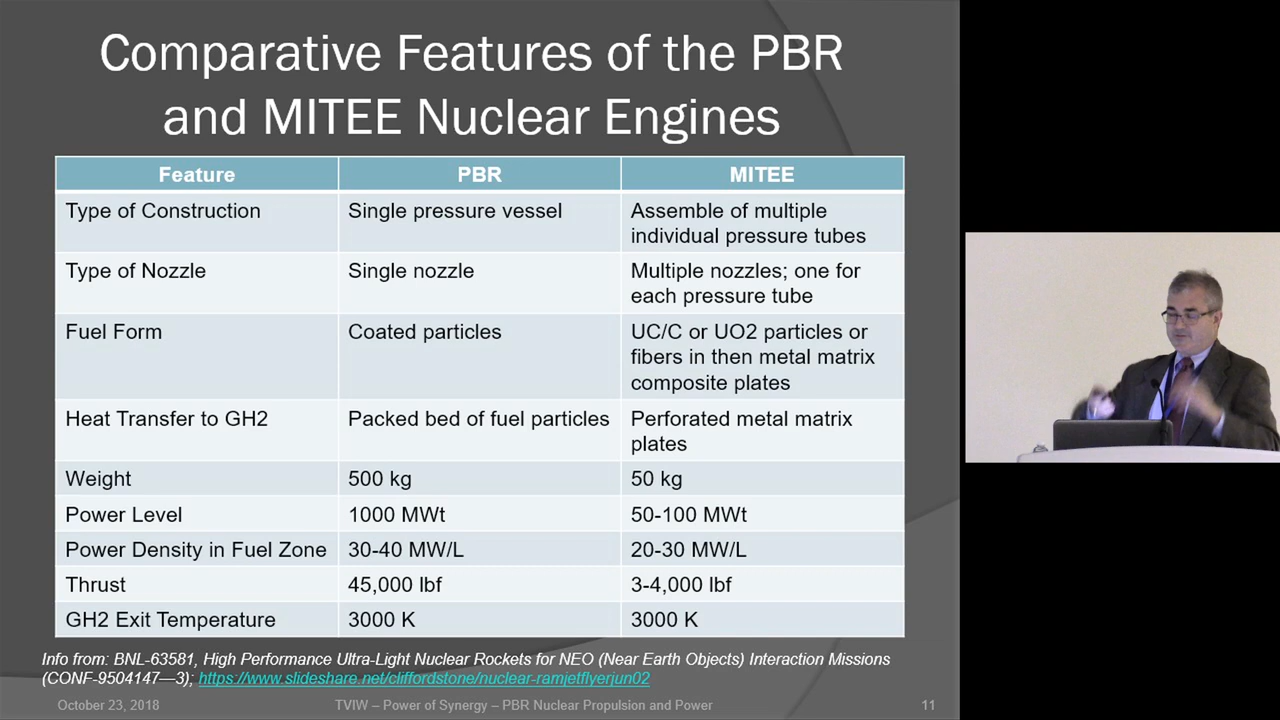 Comparative Features of the PBR
and MITEE Nuclear Engines
Feature PBR MITEE
Type of Construction Single pressure vessel Assemble of multiple
individual pressure tubes
Type of Nozzle Single nozzle Multiple nozzles; one for
each pressure tube
Fuel Form Coated particles UC/C or UO2 particles or
fibers in then metal matrix
composite plates
Heat Transfer to GH2 Packed bed of fuel particles Perforated metal matrix
plates
Weight 500 kg 50 kg
Power Level 1000 MWt 50-100 MWt
Power Density in Fuel Zone 30-40 MW/L 20-30 MW/L
Thrust 45,000 lbf 3-4,000 lbf
GH2 Exit Temperature 3000 K 3000 K
Info from: BNL-63581, High Performance Ultra-Light Nuclear Rockets for NEO (Near Earth Objects) Interaction Missions
(CONF-9504147—3); https://www.slideshare.net/cliffordstone/nuclear-ramjetflyerjun02
October 23, 2018 TVIW – Power of Synergy – PBR Nuclear Propulsion and Power 11